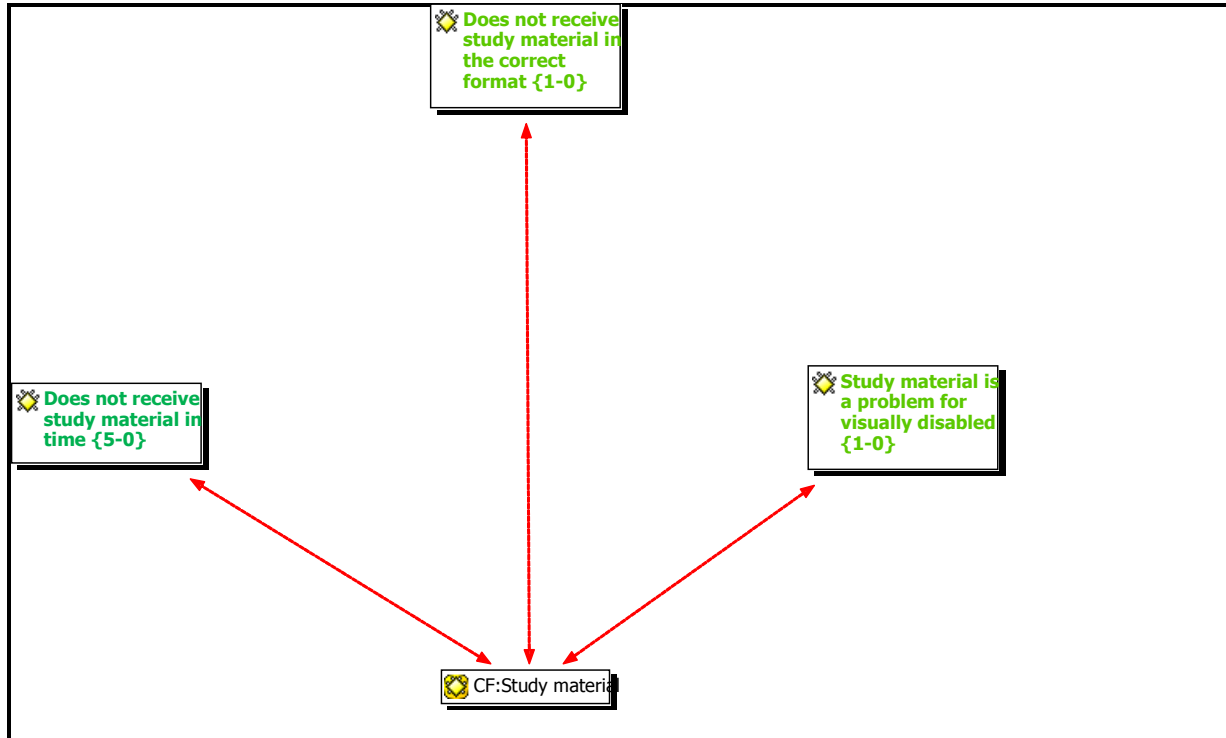 Does not receive
study material in
the correct
format {1-0}
Does not receive
study material in
time {5-0}
Study material is
a problem for
visually disabled
{1-0}
CF:Study material